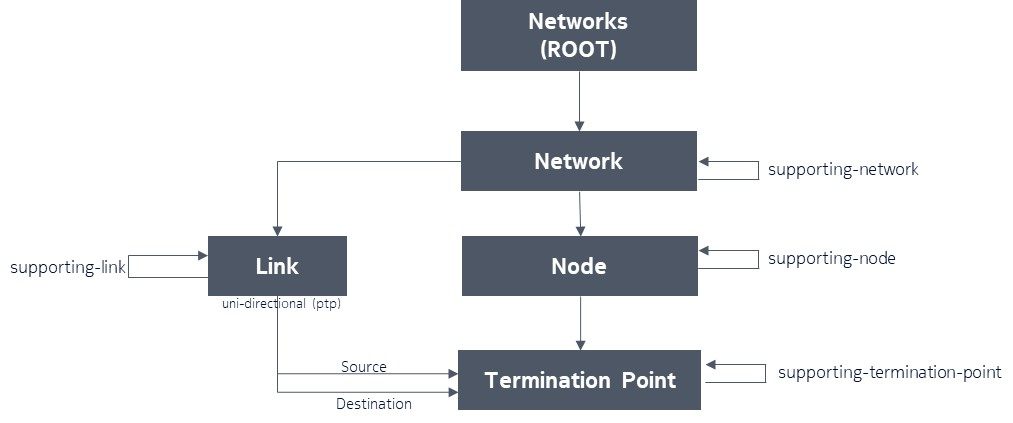 Networks
(ROOT)
Network
supporting-network
supporting-link
Link
uni-directional (ptp)
Node
supporting-node
Source
Destination
Termination Point
supporting-termination-point